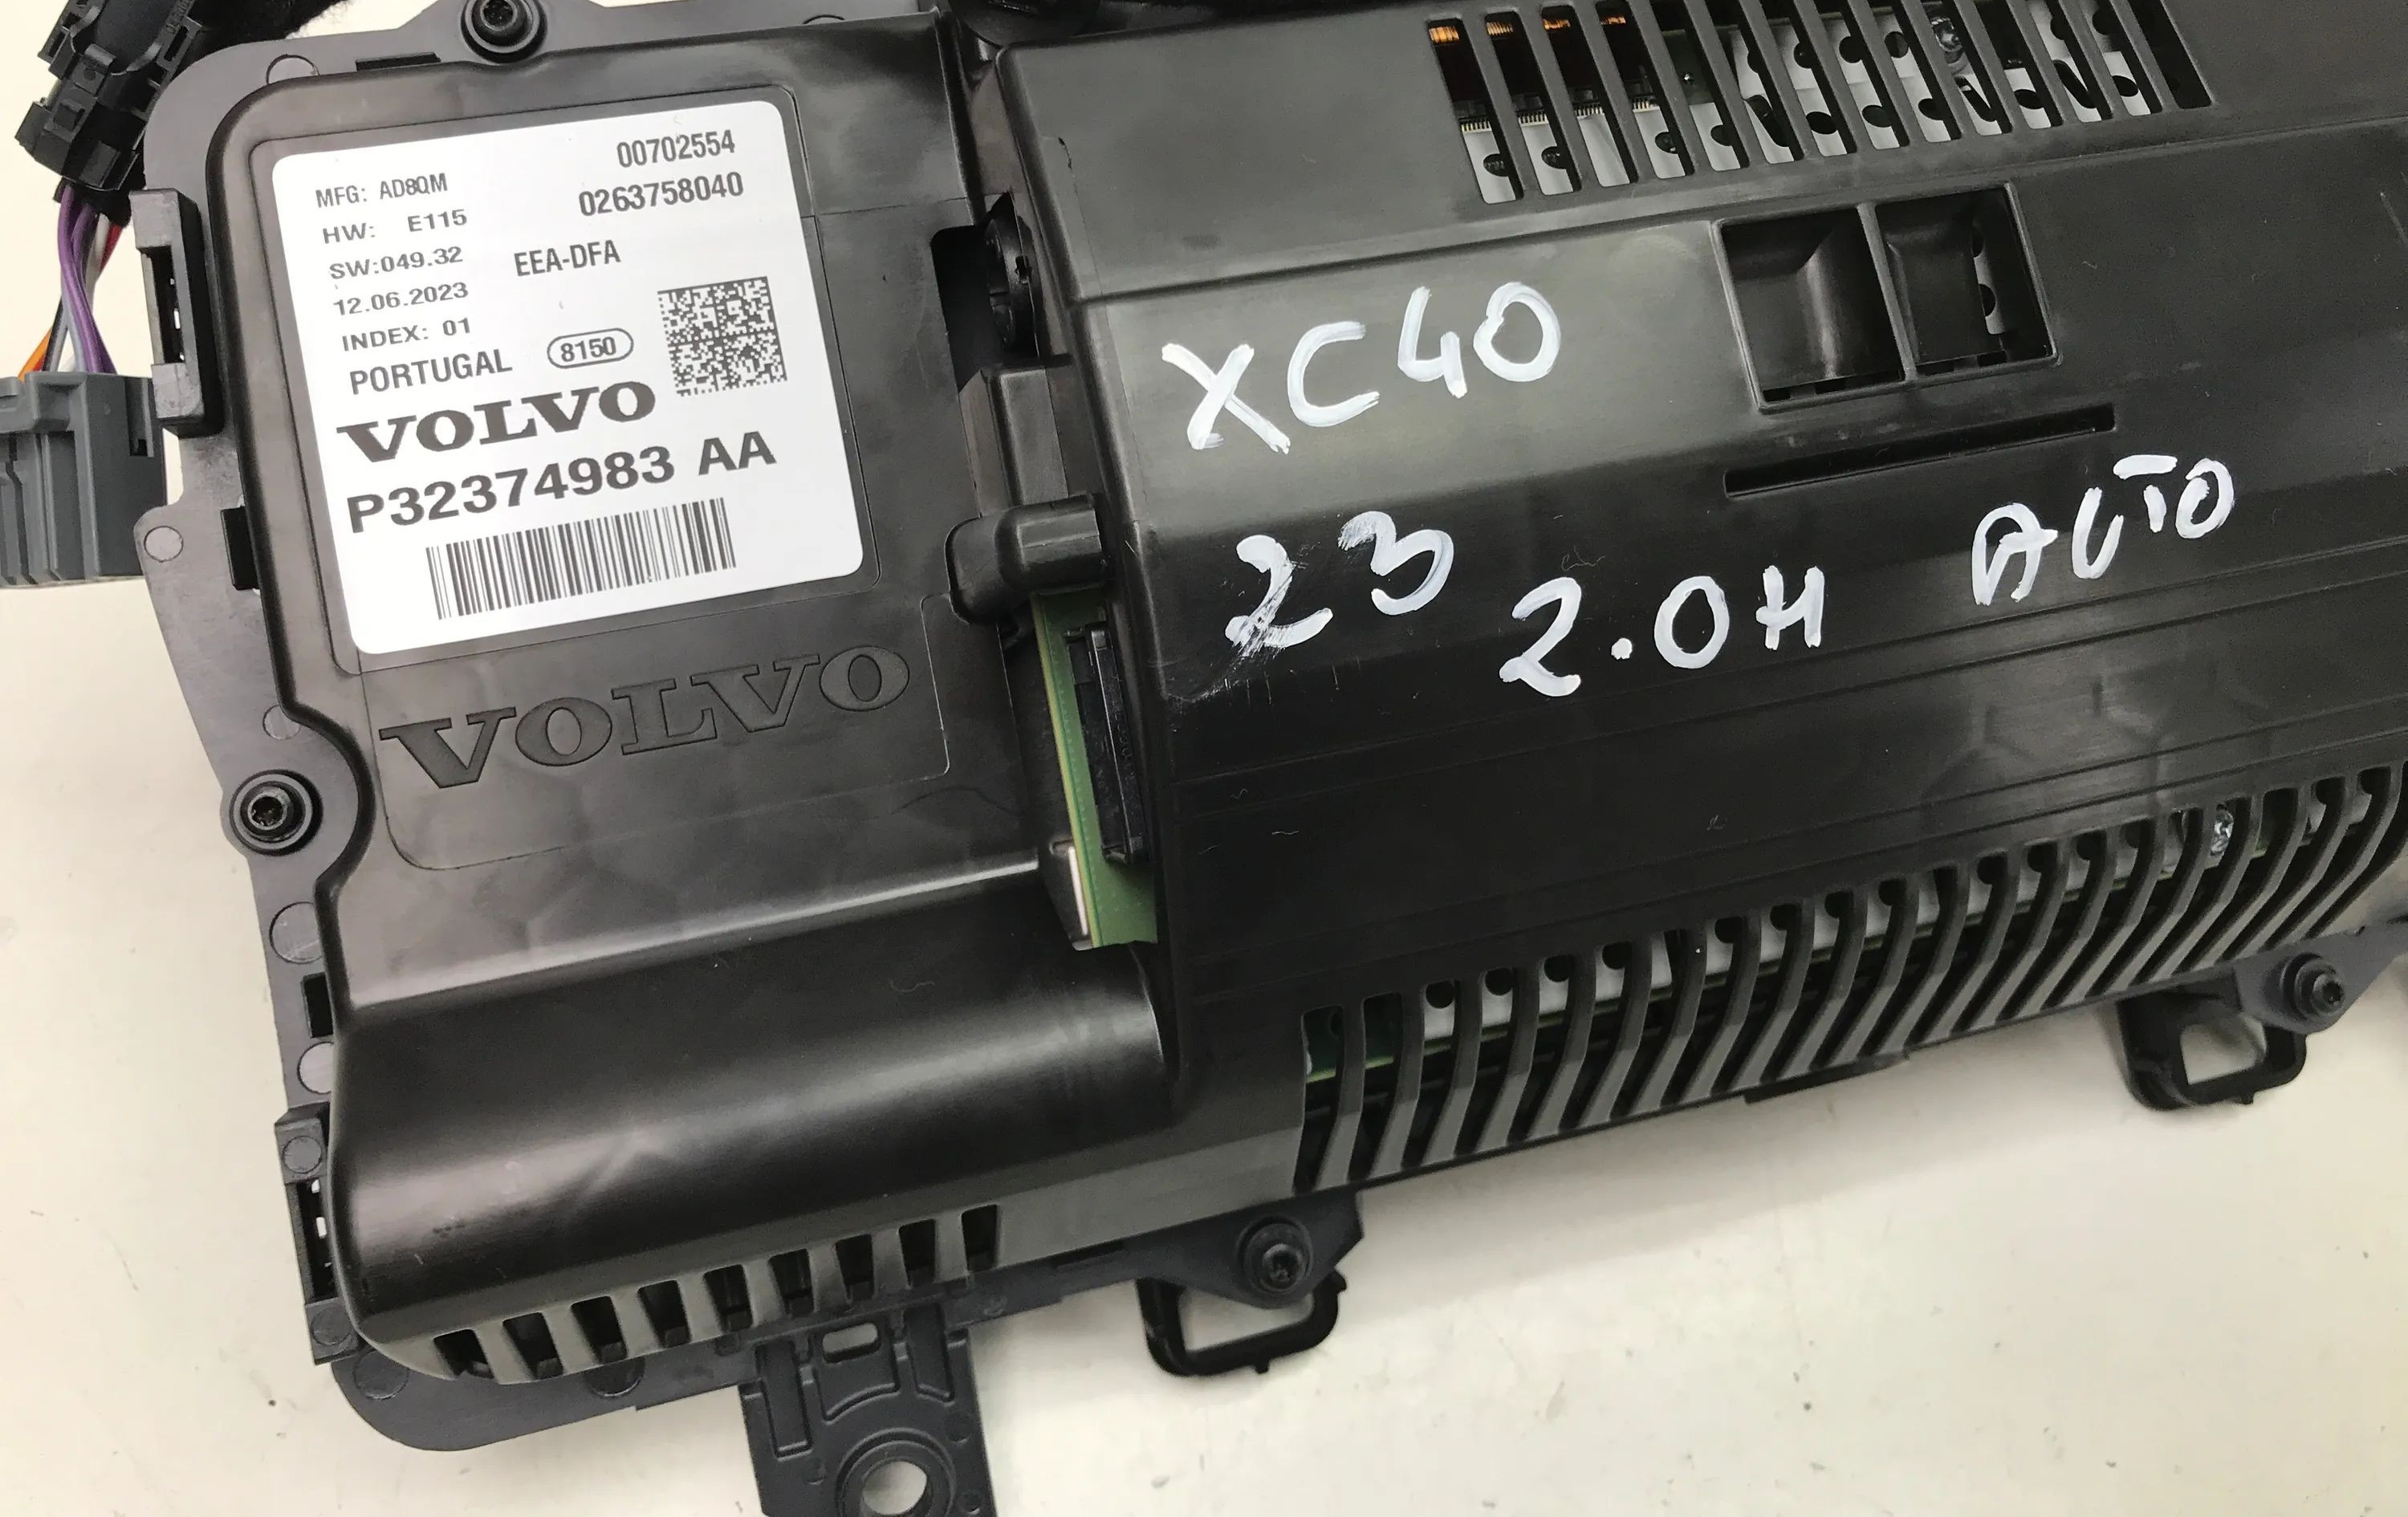 00702554
MFG: AD8QM
0263758040
HW: E115
SW:049.32
EEA-DFA
12.06.2023
INDEX: 01
PORTUGAL 8150
VOLVO
P32374983 AA
VOLVO
XC40
23 2.0H AUTO